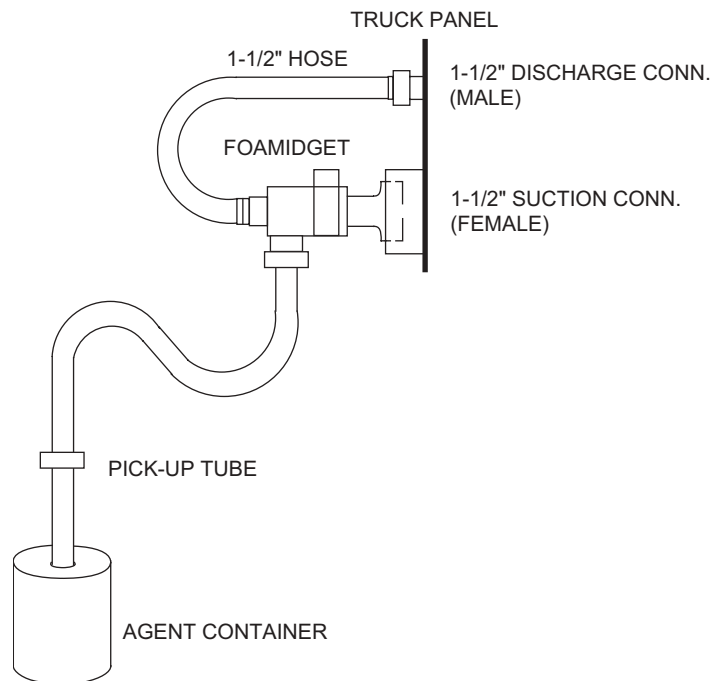 TRUCK PANEL
1-1/2" HOSE
1-1/2" DISCHARGE CONN.
(MALE)
FOAMIDGET
1-1/2" SUCTION CONN.
(FEMALE)
PICK-UP TUBE
AGENT CONTAINER